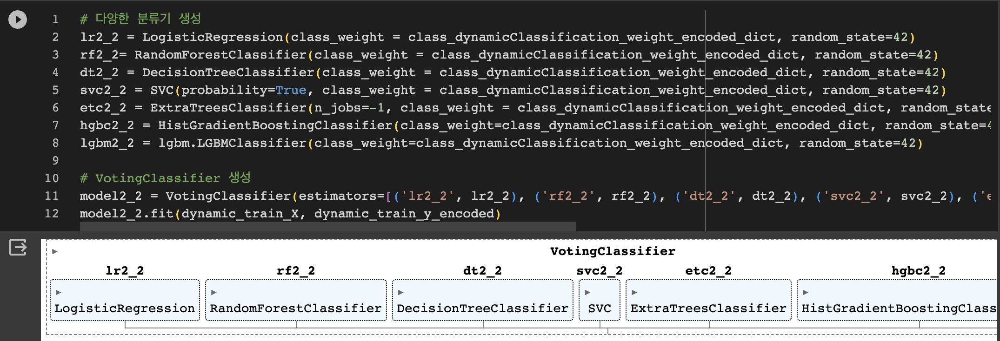 1 # 다양한 분류기 생성
2 lr2_2 = LogisticRegression(class_weight = class_dynamicClassification_weight_encoded_dict, random_state=42)
3 rf2_2= RandomForestClassifier(class_weight = class_dynamicClassification_weight_encoded_dict, random_state=42)
4 dt2_2 = DecisionTreeClassifier(class_weight = class_dynamicClassification_weight_encoded_dict, random_state=42)
5 svc2_2 = SVC(probability=True, class_weight = class_dynamicClassification_weight_encoded_dict, random_state=42)
6 etc2_2 = ExtraTreesClassifier(n_jobs=-1, class_weight = class_dynamicClassification_weight_encoded_dict, random_state
7 hgbc2_2 = HistGradientBoostingClassifier(class_weight=class_dynamicClassification_weight_encoded_dict, random_state=4
8 lgbm2_2 = lgbm.LGBMClassifier(class_weight=class_dynamicClassification_weight_encoded_dict, random_state=42)
9
10 # VotingClassifier 생성
11 model2_2 = VotingClassifier(estimators=[('lr2_2', lr2_2), ('rf2_2', rf2_2), ('dt2_2', dt2_2), ('svc2_2', svc2_2), ('e
12 model2_2.fit(dynamic_train_X, dynamic_train_y_encoded)
VotingClassifier
lr2_2 rf2_2 dt2_2 svc2_2 etc2_2 hgbc2_2
LogisticRegression RandomForestClassifier DecisionTreeClassifier SVC ExtraTreesClassifier HistGradientBoostingClass